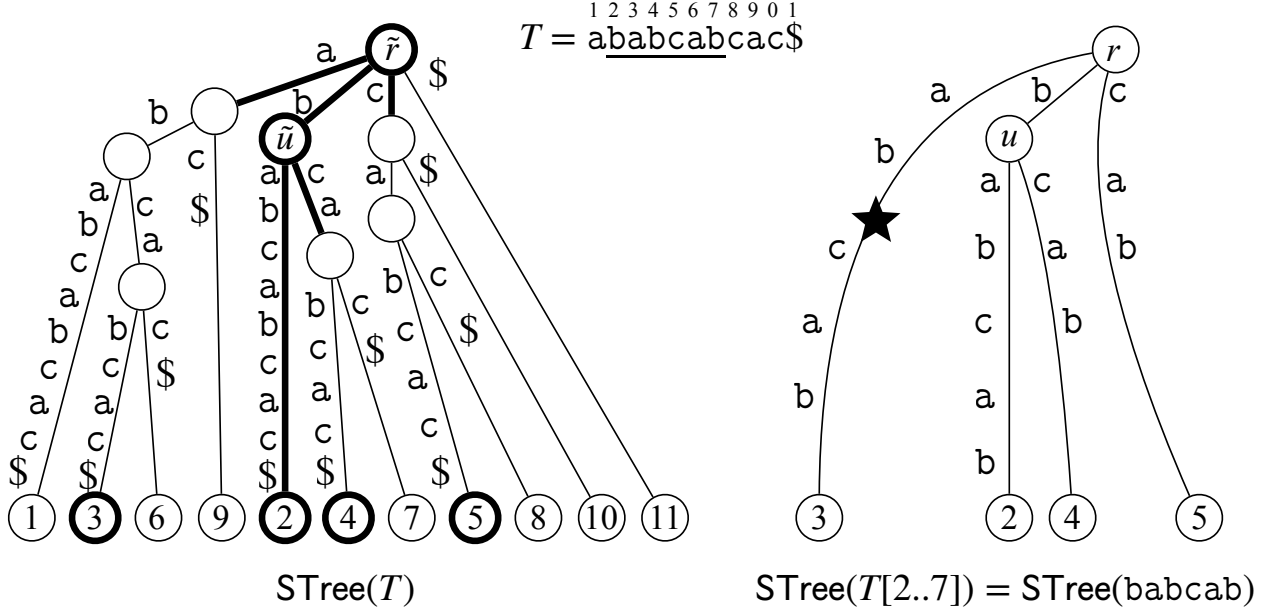 1 2 3 4 5 6 7 8 9 0 1
T = ababcabcac$
a
r̃
$
b
c
r
a
b
c
b
ũ
c
$
a
b
c
a
b
c
a
c
$
c
a
b
c
a
c
$
c
$
a
b
c
a
b
c
a
c
$
c
a
b
c
a
c
$
c
$
a
$
b
c
a
c
$
c
$
u
a
c
a
b
a
b
c
b
a
b
c
a
b
a
b
1 3 6 9 2 4 7 5 8 10 11
3 2 4 5
STree(T)
STree(T[2..7]) = STree(babcab)